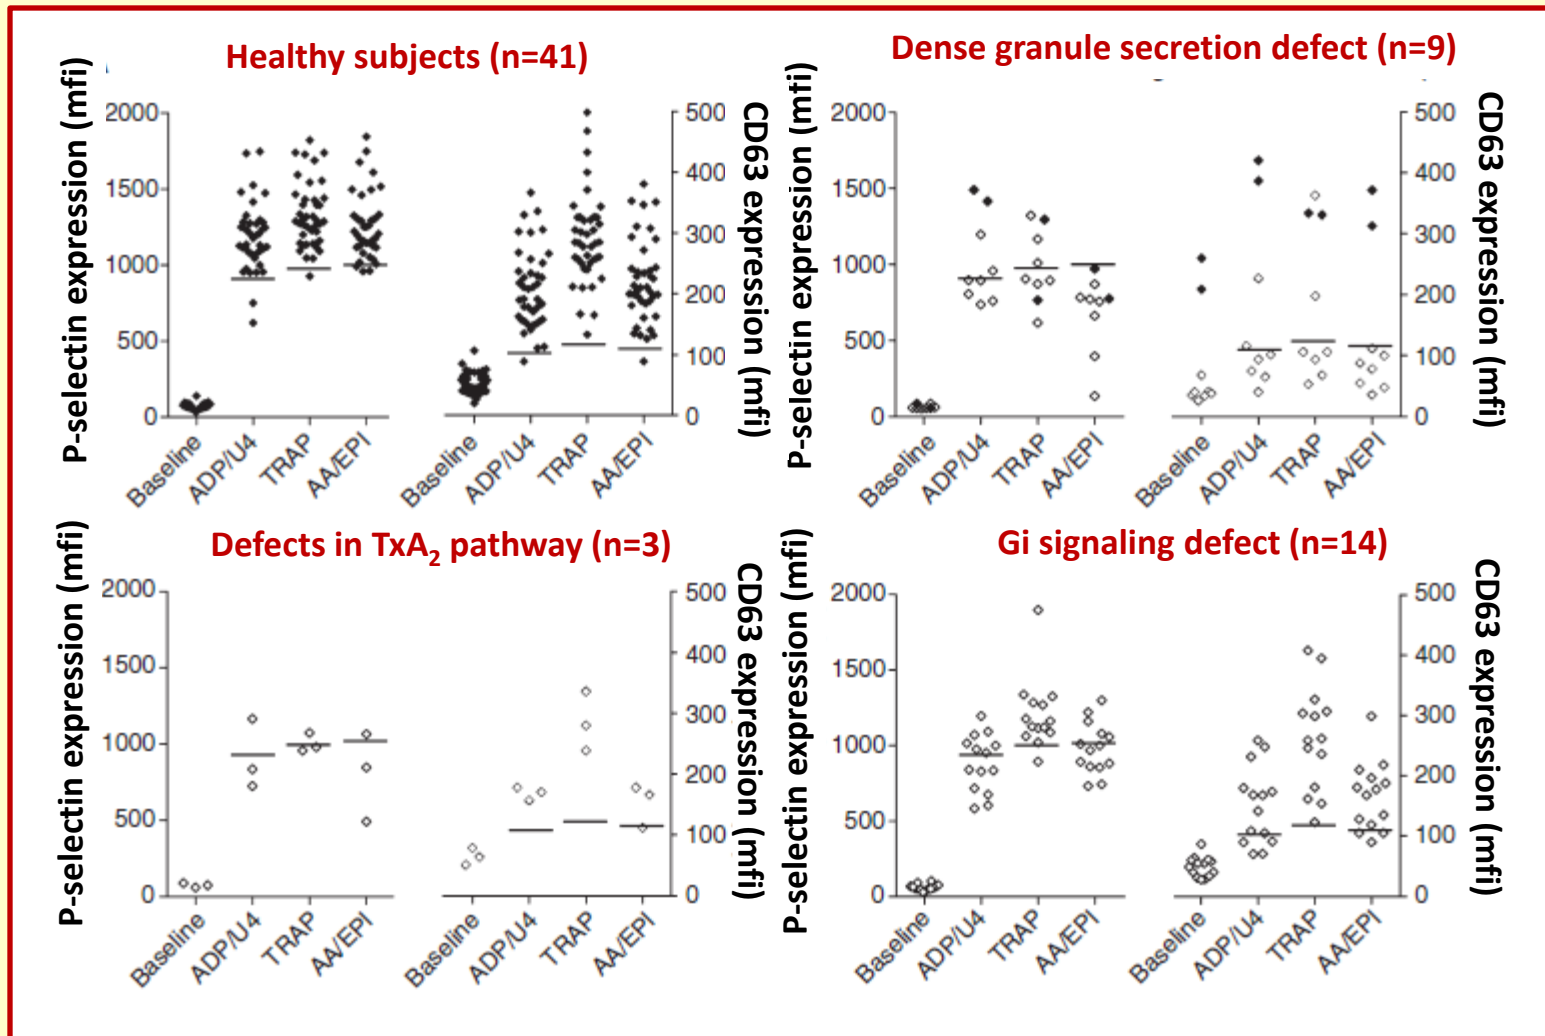 Healthy subjects (n=41)
P-selectin expression (mfi)
2000
1500
1000
500
0
Baseline
ADP/U4
TRAP
AA/EPI
Baseline
ADP/U4
TRAP
AA/EPI
500
400
300
200
100
0
CD63 expression (mfi)
Dense granule secretion defect (n=9)
P-selectin expression (mfi)
2000
1500
1000
500
0
Baseline
ADP/U4
TRAP
AA/EPI
Baseline
ADP/U4
TRAP
AA/EPI
500
400
300
200
100
0
CD63 expression (mfi)
Defects in TxA₂ pathway (n=3)
P-selectin expression (mfi)
2000
1500
1000
500
0
Baseline
ADP/U4
TRAP
AA/EPI
Baseline
ADP/U4
TRAP
AA/EPI
500
400
300
200
100
0
CD63 expression (mfi)
Gi signaling defect (n=14)
P-selectin expression (mfi)
2000
1500
1000
500
0
Baseline
ADP/U4
TRAP
AA/EPI
Baseline
ADP/U4
TRAP
AA/EPI
500
400
300
200
100
0
CD63 expression (mfi)